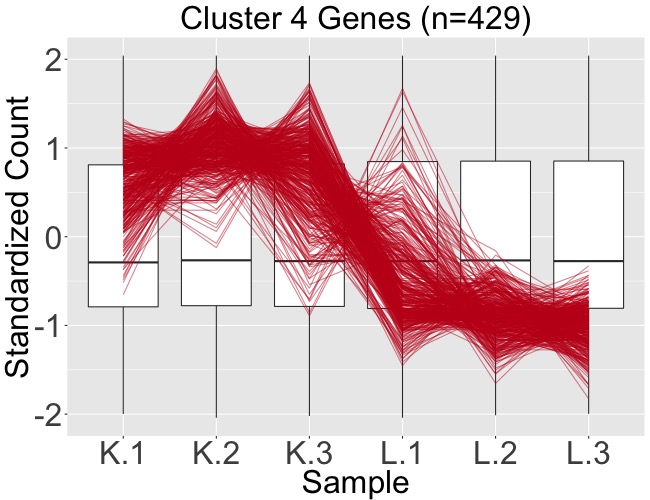 Cluster 4 Genes (n=429)
Standardized Count
2
1
0
-1
-2
K.1 K.2 K.3 L.1 L.2 L.3
Sample